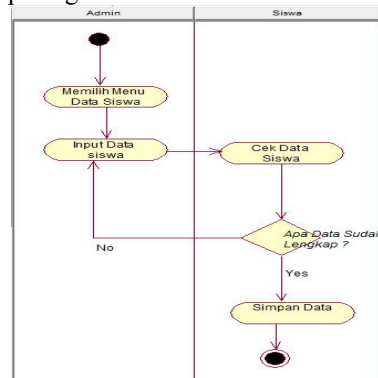 Admin
Siswa
Memilih Menu
Data Siswa
Input Data
siswa
Cek Data
Siswa
Apa Data Sudah
Lengkap ?
No
Yes
Simpan Data